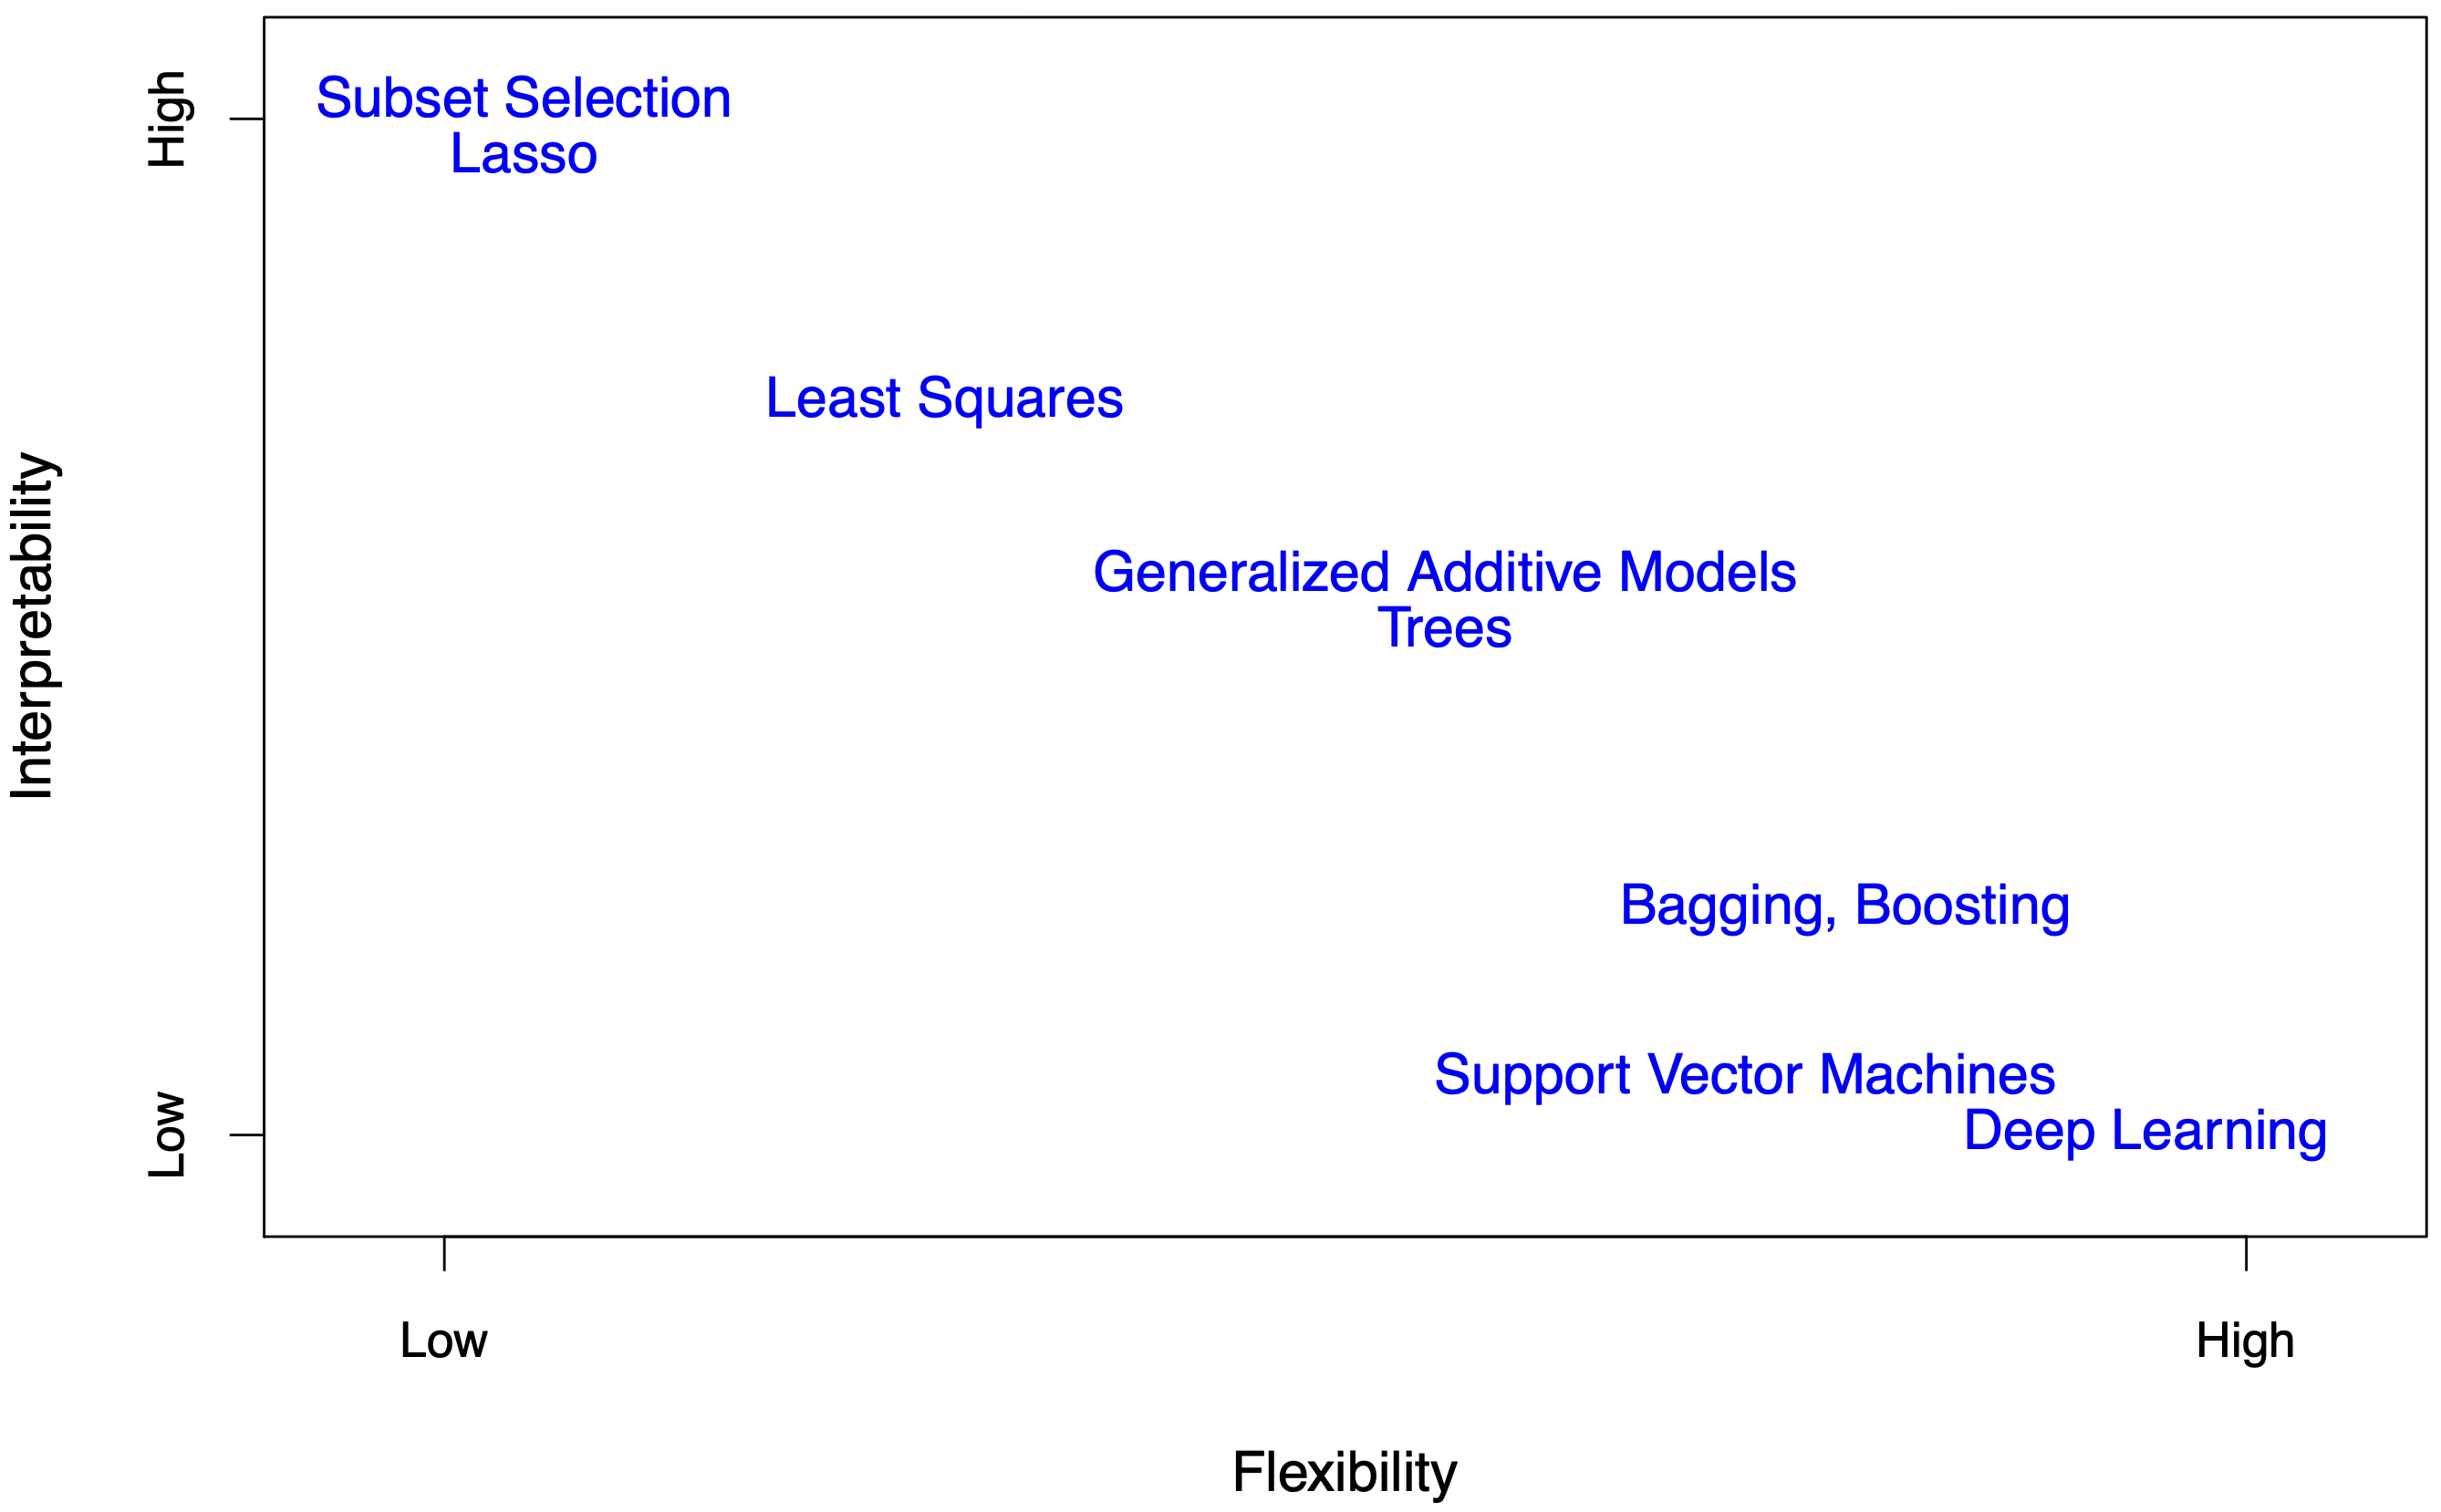 High
Subset Selection
Lasso
Least Squares
Interpretability
Generalized Additive Models
Trees
Bagging, Boosting
Support Vector Machines
Low
Deep Learning
Low
High
Flexibility